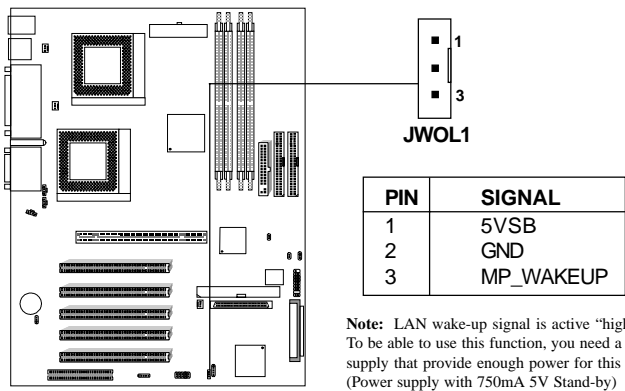 1
3
JWOL1
PIN SIGNAL
1 5VSB
2 GND
3 MP_WAKEUP
Note: LAN wake-up signal is active “high
To be able to use this function, you need a
supply that provide enough power for this
(Power supply with 750mA 5V Stand-by)